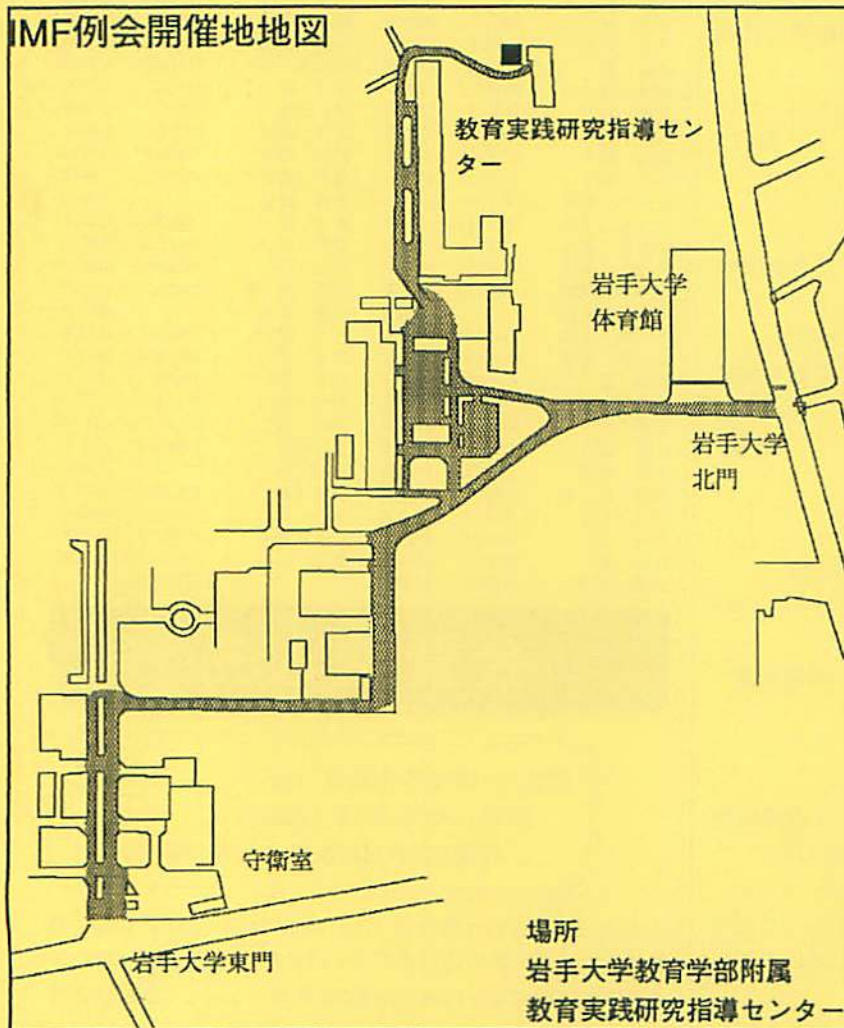 IMF例会開催地地図
教育実践研究指導セン
ター
岩手大学
体育館
岩手大学
北門
守衛室
岩手大学東門
場所
岩手大学教育学部附属
教育実践研究指導センター